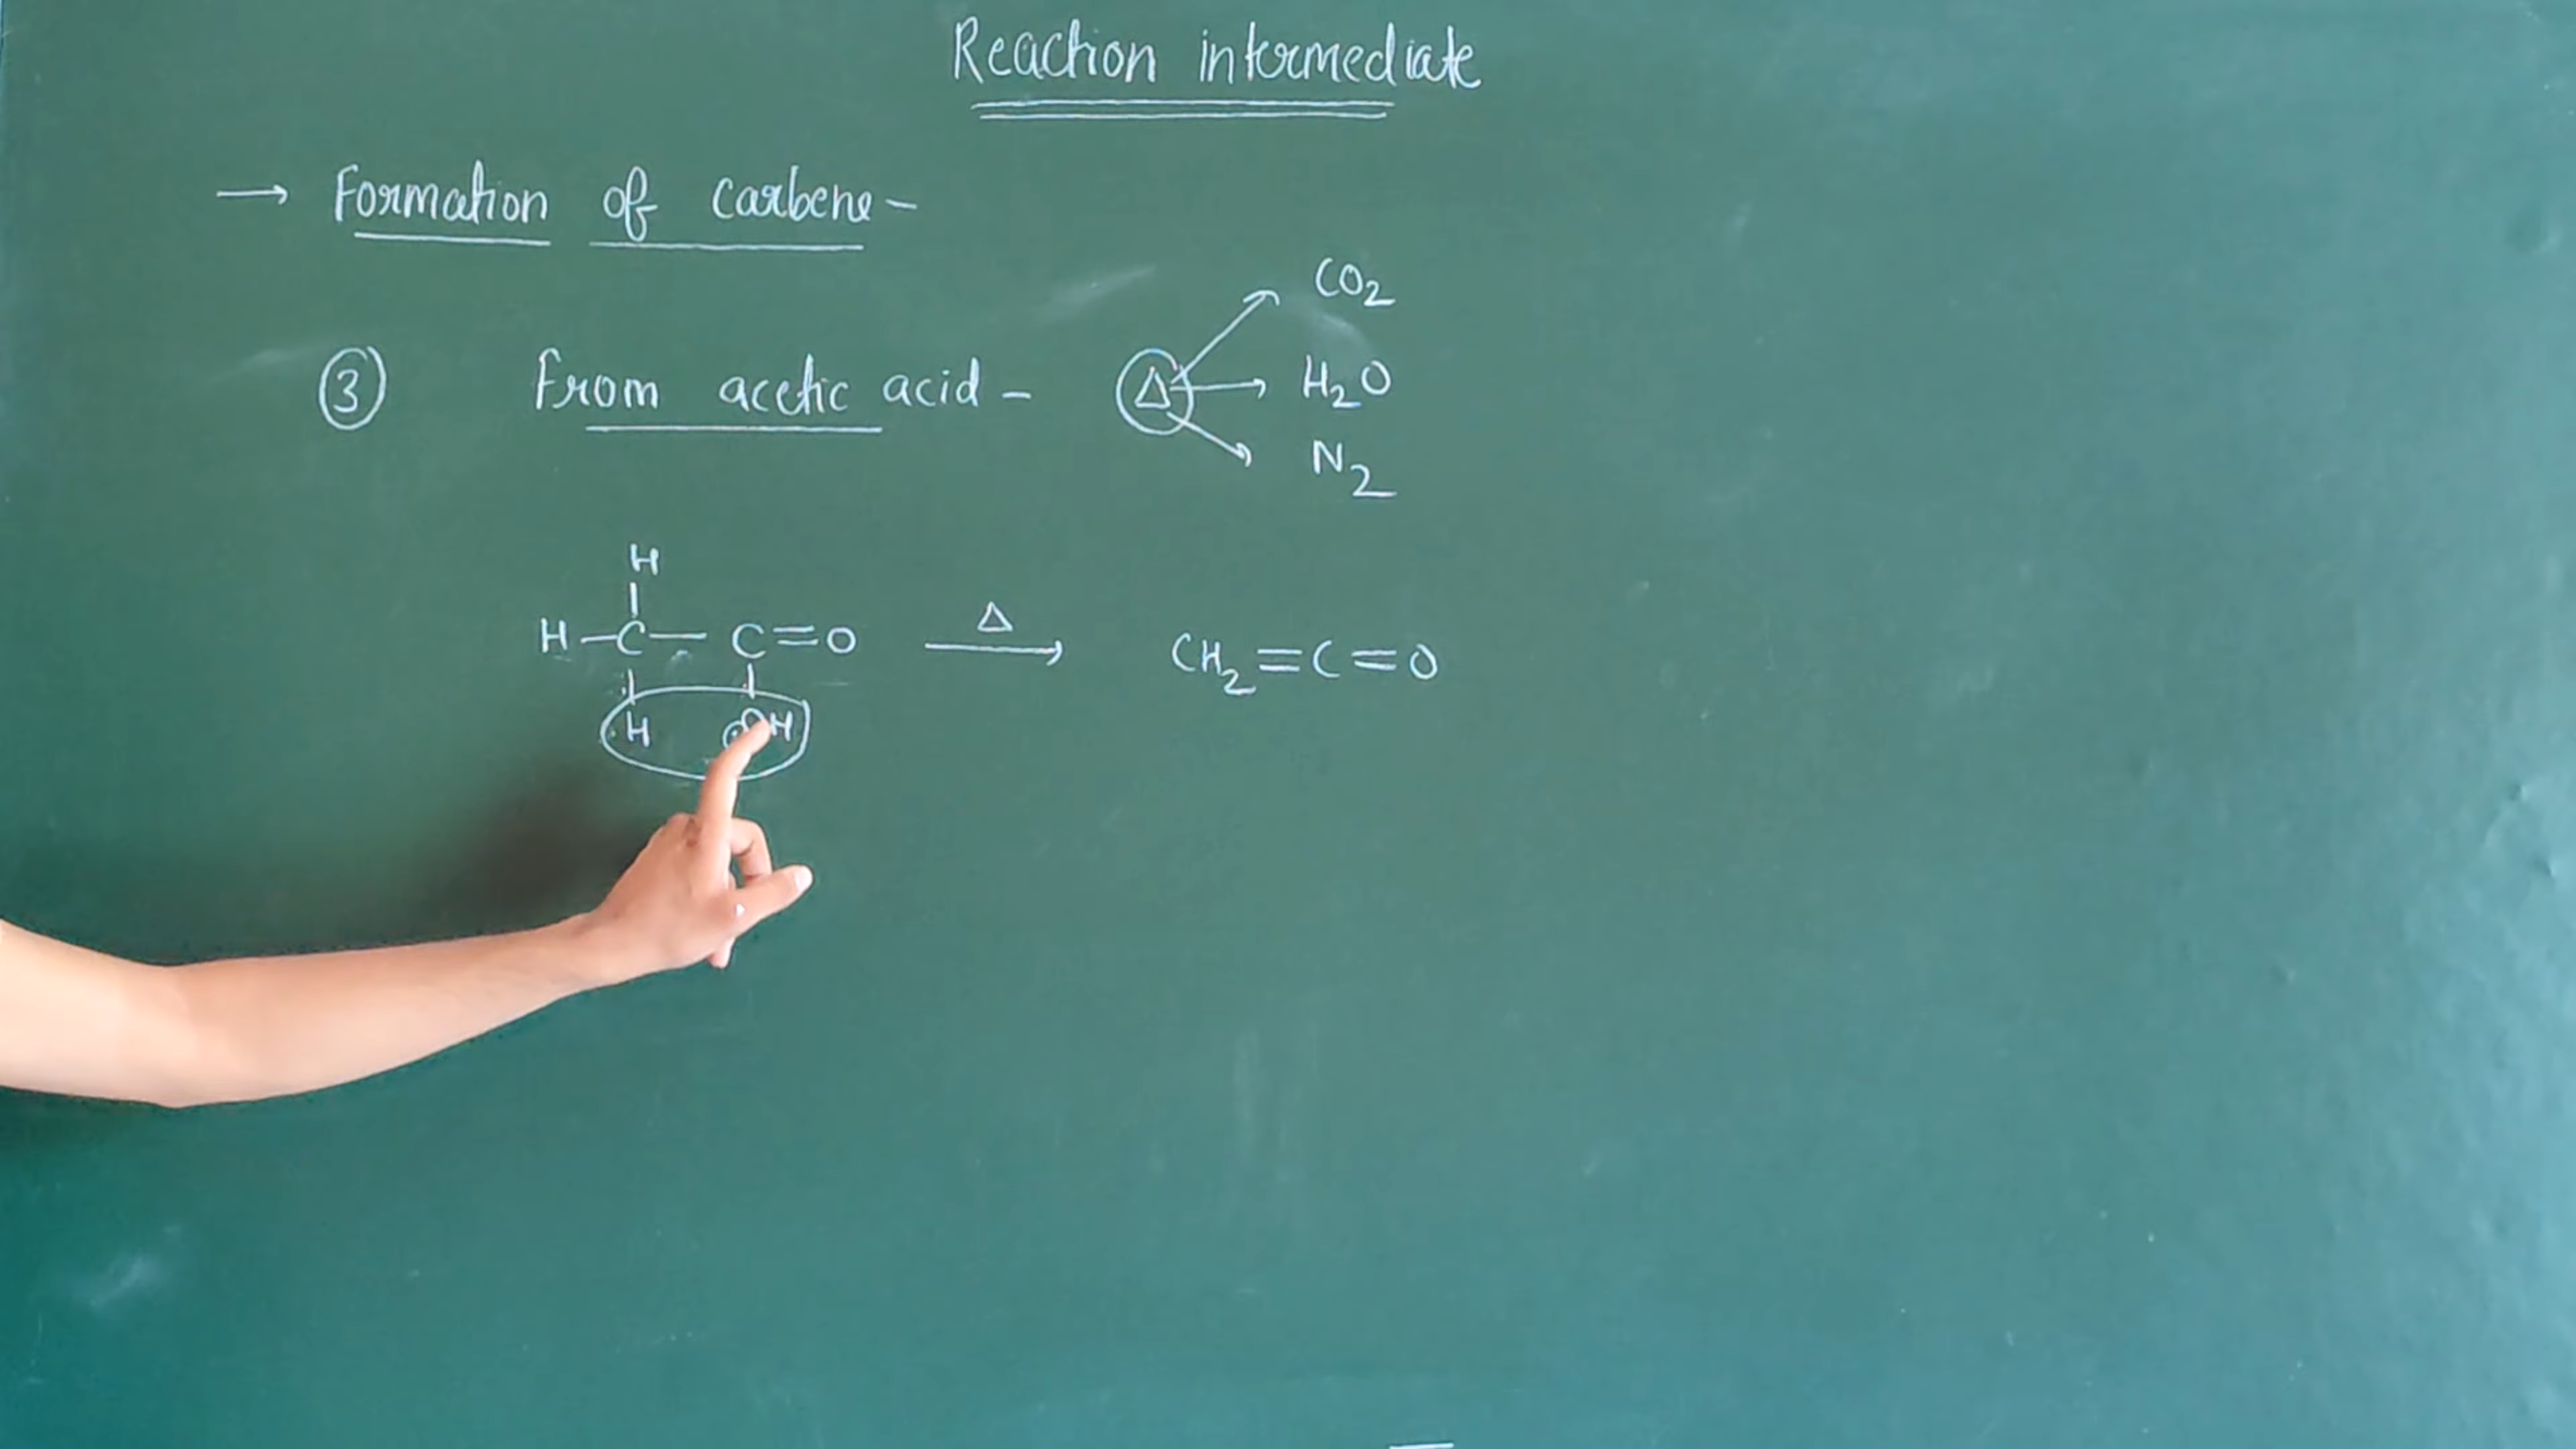 Reaction intermediate
→ Formation of carbene -
CO2
③ From acetic acid - Δ H2O
N2
H
H-C-C=O Δ→ CH2=C=O
H OH